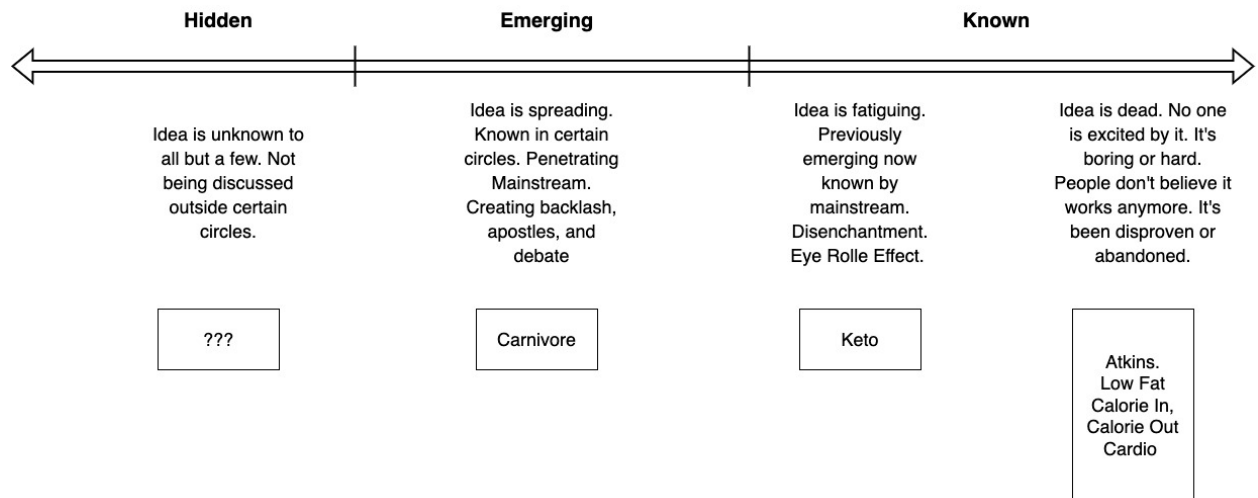 Hidden
Emerging
Known
Idea is unknown to
all but a few. Not
being discussed
outside certain
circles.
Idea is spreading.
Known in certain
circles. Penetrating
Mainstream.
Creating backlash,
apostles, and
debate
Idea is fatiguing.
Previously
emerging now
known by
mainstream.
Disenchantment.
Eye Rolle Effect.
Idea is dead. No one
is excited by it. It's
boring or hard.
People don't believe it
works anymore. It's
been disproven or
abandoned.
???
Carnivore
Keto
Atkins.
Low Fat
Calorie In,
Calorie Out
Cardio